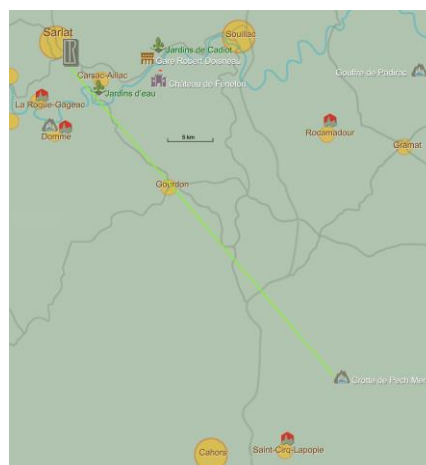 Sarlat
Jardins de Cadiot
Souillac
Gare Robert Doisneau
Carsac-Aillac
Château de Fénelon
Gouffre de Padirac
Jardins d'eau
La Roque-Gageac
Domme
5 km
Rocamadour
Gramat
Gourdon
Grotte de Pech Mer
Saint-Cirq-Lapopie
Cahors